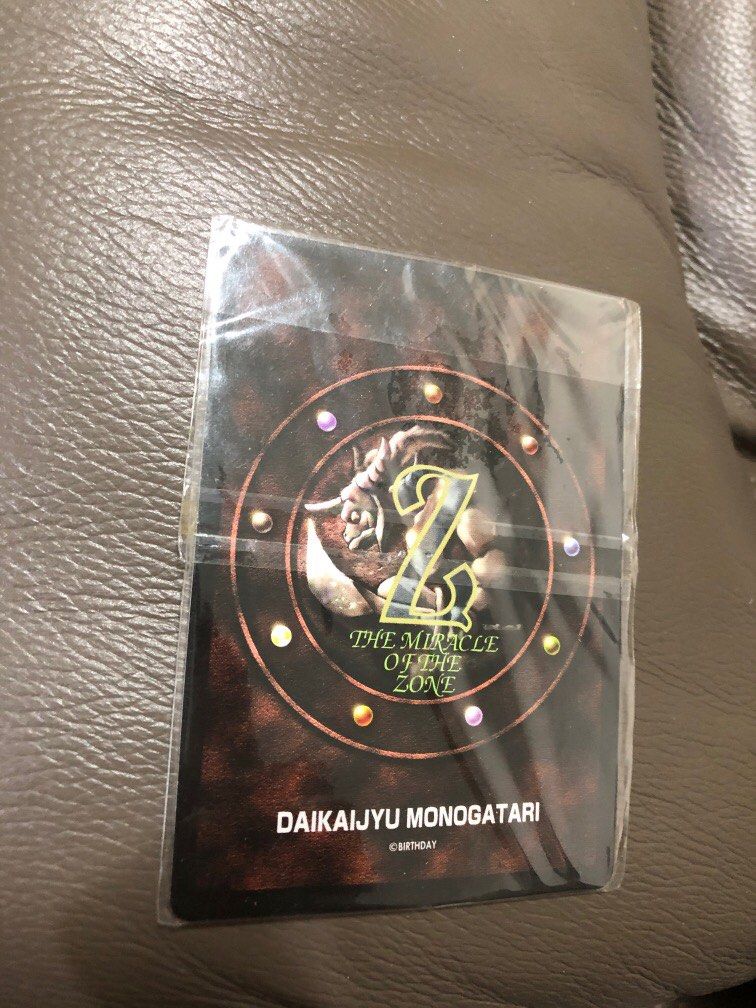 Z
THE MIRACLE
OF THE
ZONE
DAIKAIJYU MONOGATARI
©BIRTHDAY